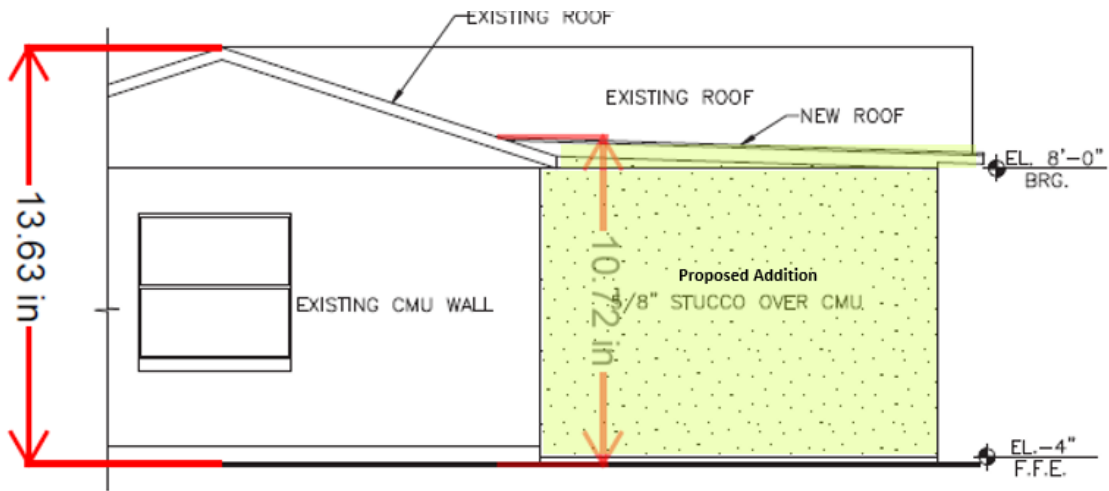 EXISTING ROOF
EXISTING ROOF
NEW ROOF
EL. 8'-0"
BRG.
13.63 in
10.72 in
Proposed Addition
EXISTING CMU WALL
5/8" STUCCO OVER CMU
EL.-4"
F.F.E.